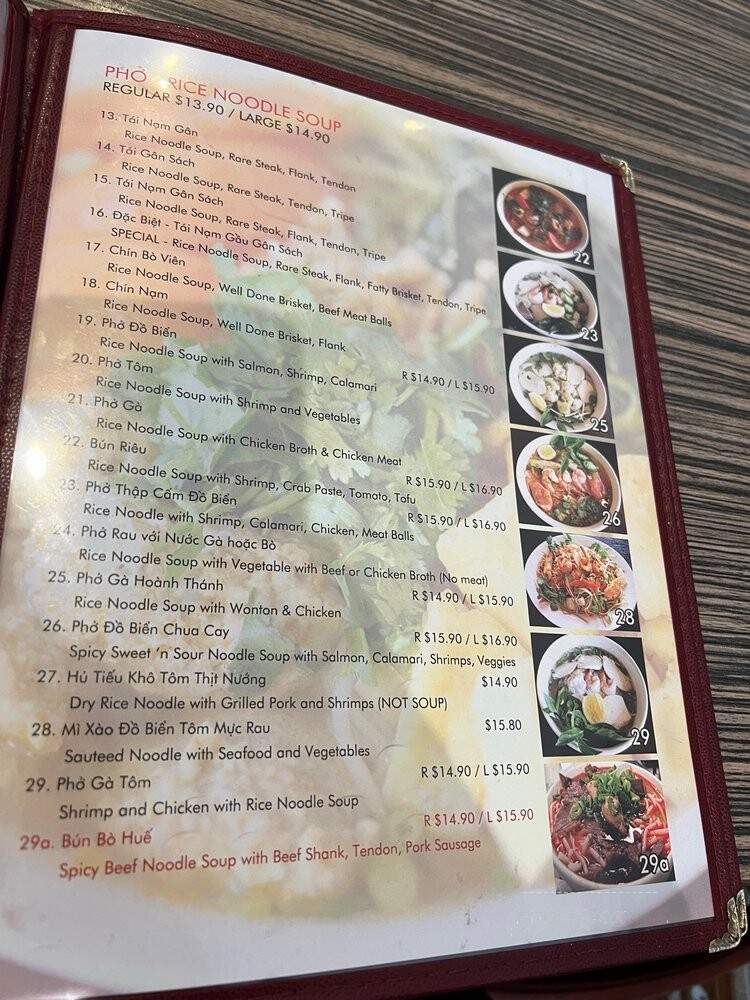 PHỞ - RICE NOODLE SOUP
REGULAR $13.90 / LARGE $14.90
13. Tái Nạm Gân
Rice Noodle Soup, Rare Steak, Flank, Tendon
14. Tái Gân Sách
Rice Noodle Soup, Rare Steak, Tendon, Tripe
15. Tái Nạm Gân Sách
Rice Noodle Soup, Rare Steak, Flank, Tendon, Tripe
16. Đặc Biệt - Tái Nạm Gầu Gân Sách
SPECIAL - Rice Noodle Soup, Rare Steak, Flank, Fatty Brisket, Tendon, Tripe
17. Chín Bò Viên
Rice Noodle Soup, Well Done Brisket, Beef Meat Balls
18. Chín Nạm
Rice Noodle Soup, Well Done Brisket, Flank
19. Phở Đồ Biển R $14.90 / L $15.90
Rice Noodle Soup with Salmon, Shrimp, Calamari
20. Phở Tôm
Rice Noodle Soup with Shrimp and Vegetables
21. Phở Gà
Rice Noodle Soup with Chicken Broth & Chicken Meat
22. Bún Riêu R $15.90 / L $16.90
Rice Noodle Soup with Shrimp, Crab Paste, Tomato, Tofu
23. Phở Thập Cẩm Đồ Biển R $15.90 / L $16.90
Rice Noodle with Shrimp, Calamari, Chicken, Meat Balls
24. Phở Rau với Nước Gà hoặc Bò
Rice Noodle Soup with Vegetable with Beef or Chicken Broth (No meat)
25. Phở Gà Hoành Thánh R $14.90 / L $15.90
Rice Noodle Soup with Wonton & Chicken
26. Phở Đồ Biển Chua Cay R $15.90 / L $16.90
Spicy Sweet 'n Sour Noodle Soup with Salmon, Calamari, Shrimps, Veggies
27. Hủ Tiếu Khô Tôm Thịt Nướng $14.90
Dry Rice Noodle with Grilled Pork and Shrimps (NOT SOUP)
28. Mì Xào Đồ Biển Tôm Mực Rau $15.80
Sauteed Noodle with Seafood and Vegetables
29. Phở Gà Tôm R $14.90 / L $15.90
Shrimp and Chicken with Rice Noodle Soup
29a. Bún Bò Huế R $14.90 / L $15.90
Spicy Beef Noodle Soup with Beef Shank, Tendon, Pork Sausage
22
23
25
26
28
29
29a